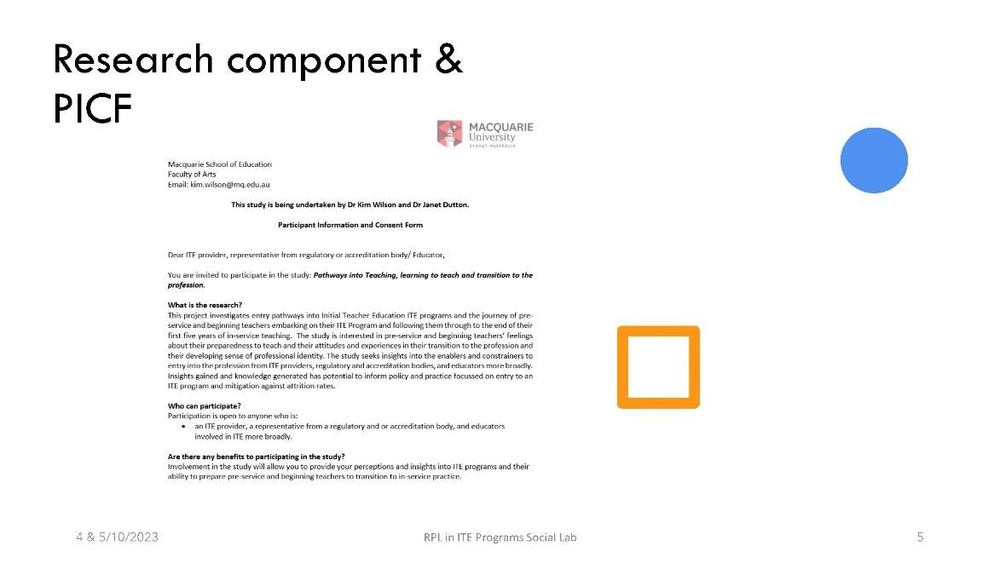 Research component &
PICF
MACQUARIE
University
SYDNEY·AUSTRALIA
Macquarie School of Education
Faculty of Arts
Email: kim.wilson@mq.edu.au
This study is being undertaken by Dr Kim Wilson and Dr Janet Dutton.
Participant Information and Consent Form
Dear ITE provider, representative from regulatory or accreditation body/ Educator,
You are invited to participate in the study: Pathways into Teaching, learning to teach and transition to the
profession.
What is the research?
This project investigates entry pathways into Initial Teacher Education ITE programs and the journey of pre-
service and beginning teachers embarking on their ITE Program and following them through to the end of their
first five years of in-service teaching. The study is interested in pre-service and beginning teachers' feelings
about their preparedness to teach and their attitudes and experiences in their transition to the profession and
their developing sense of professional identity. The study seeks insights into the enablers and constrainers to
entry into the profession from ITE providers, regulatory and accreditation bodies, and educators more broadly.
Insights gained and knowledge generated has potential to inform policy and practice focussed on entry to an
ITE program and mitigation against attrition rates.
Who can participate?
Participation is open to anyone who is:
• an ITE provider, a representative from a regulatory and or accreditation body, and educators
involved in ITE more broadly.
Are there any benefits to participating in the study?
Involvement in the study will allow you to provide your perceptions and insights into ITE programs and their
ability to prepare pre-service and beginning teachers to transition to in-service practice.
4 & 5/10/2023
RPL in ITE Programs Social Lab
5